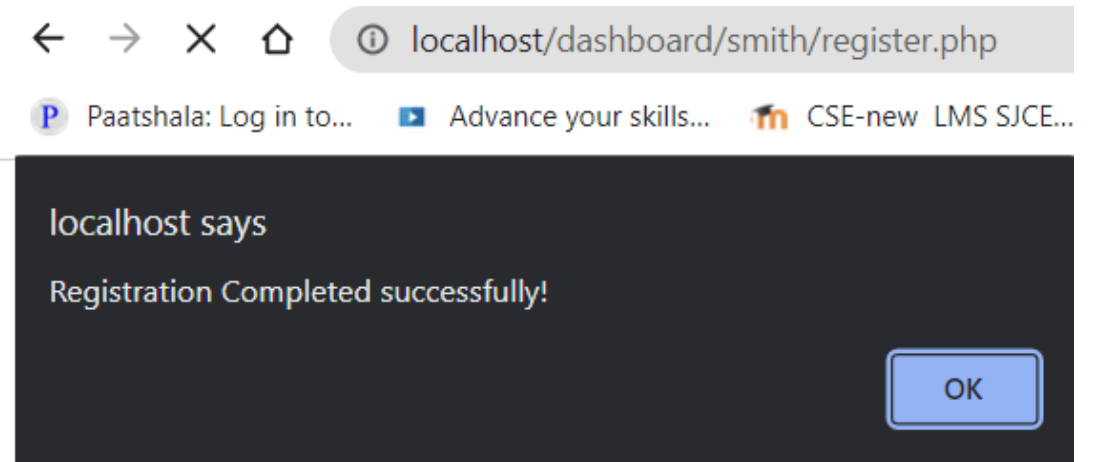 localhost/dashboard/smith/register.php
P Paatshala: Log in to... Advance your skills... m CSE-new LMS SJCE...
localhost says
Registration Completed successfully!
OK